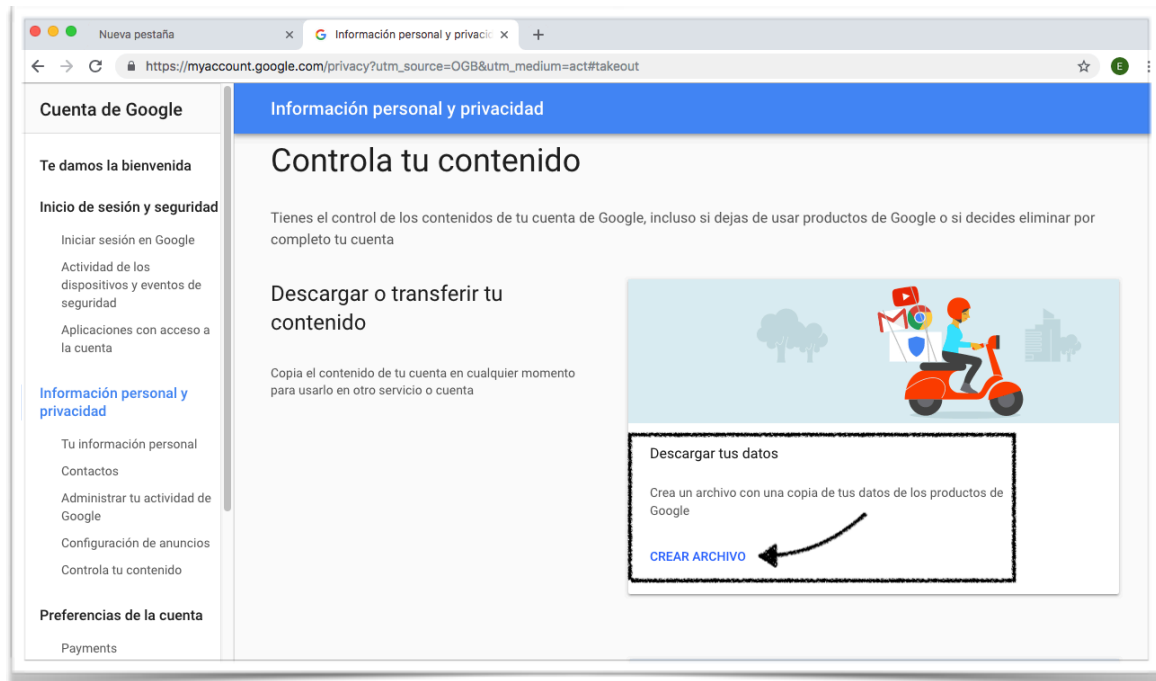 Nueva pestaña
Información personal y privacic
https://myaccount.google.com/privacy?utm_source=OGB&utm_medium=act#takeout
E
Cuenta de Google
Información personal y privacidad
Te damos la bienvenida
Inicio de sesión y seguridad
Iniciar sesión en Google
Actividad de los
dispositivos y eventos de
seguridad
Aplicaciones con acceso a
la cuenta
Información personal y
privacidad
Tu información personal
Contactos
Administrar tu actividad de
Google
Configuración de anuncios
Controla tu contenido
Preferencias de la cuenta
Payments
Controla tu contenido
Tienes el control de los contenidos de tu cuenta de Google, incluso si dejas de usar productos de Google o si decides eliminar por
completo tu cuenta
Descargar o transferir tu
contenido
Copia el contenido de tu cuenta en cualquier momento
para usarlo en otro servicio o cuenta
Descargar tus datos
Crea un archivo con una copia de tus datos de los productos de
Google
CREAR ARCHIVO